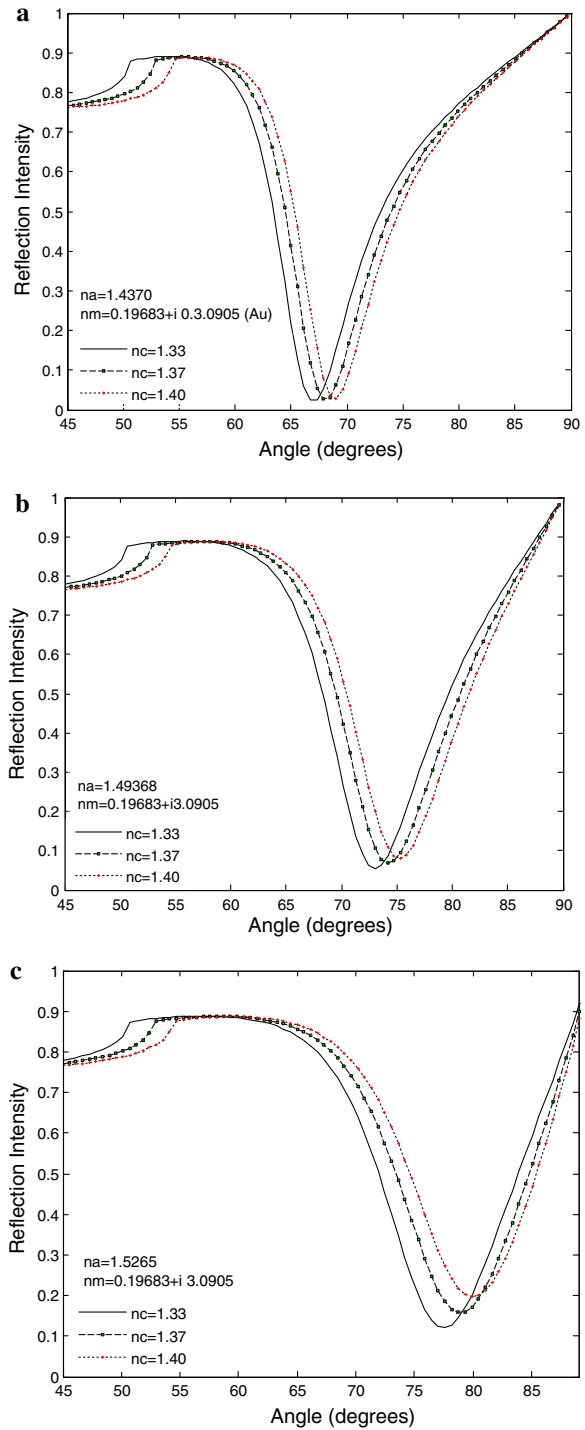 a
1
0.9
0.8
0.7
0.6
0.5
0.4
0.3
0.2
0.1
0
Reflection Intensity
na=1.4370
nm=0.19683+i 0.3.0905 (Au)
nc=1.33
nc=1.37
nc=1.40
45 50 55 60 65 70 75 80 85 90
Angle (degrees)
b
1
0.9
0.8
0.7
0.6
0.5
0.4
0.3
0.2
0.1
0
Reflection Intensity
na=1.49368
nm=0.19683+i3.0905
nc=1.33
nc=1.37
nc=1.40
45 50 55 60 65 70 75 80 85 90
Angle (degrees)
c
1
0.9
0.8
0.7
0.6
0.5
0.4
0.3
0.2
0.1
0
Reflection Intensity
na=1.5265
nm=0.19683+i 3.0905
nc=1.33
nc=1.37
nc=1.40
45 50 55 60 65 70 75 80 85
Angle (degrees)